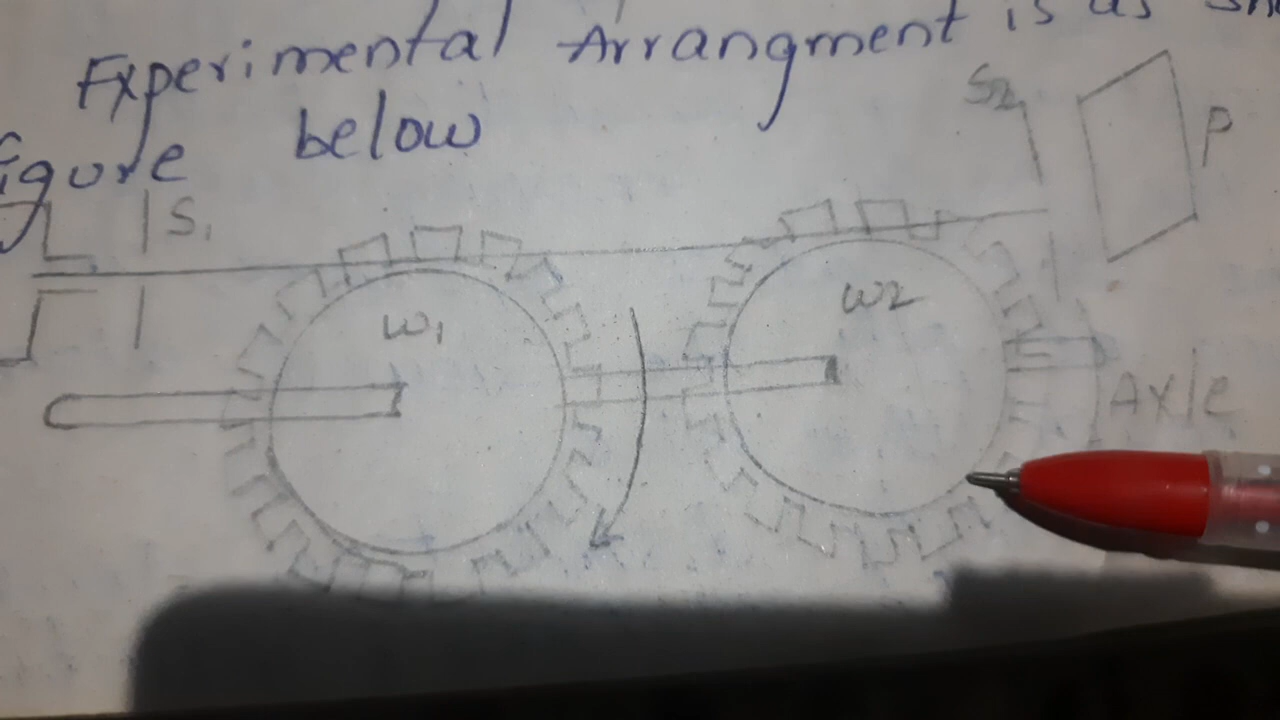 Experimental Arrangment is as
figure below
S2
P
S1
W1
W2
Axle